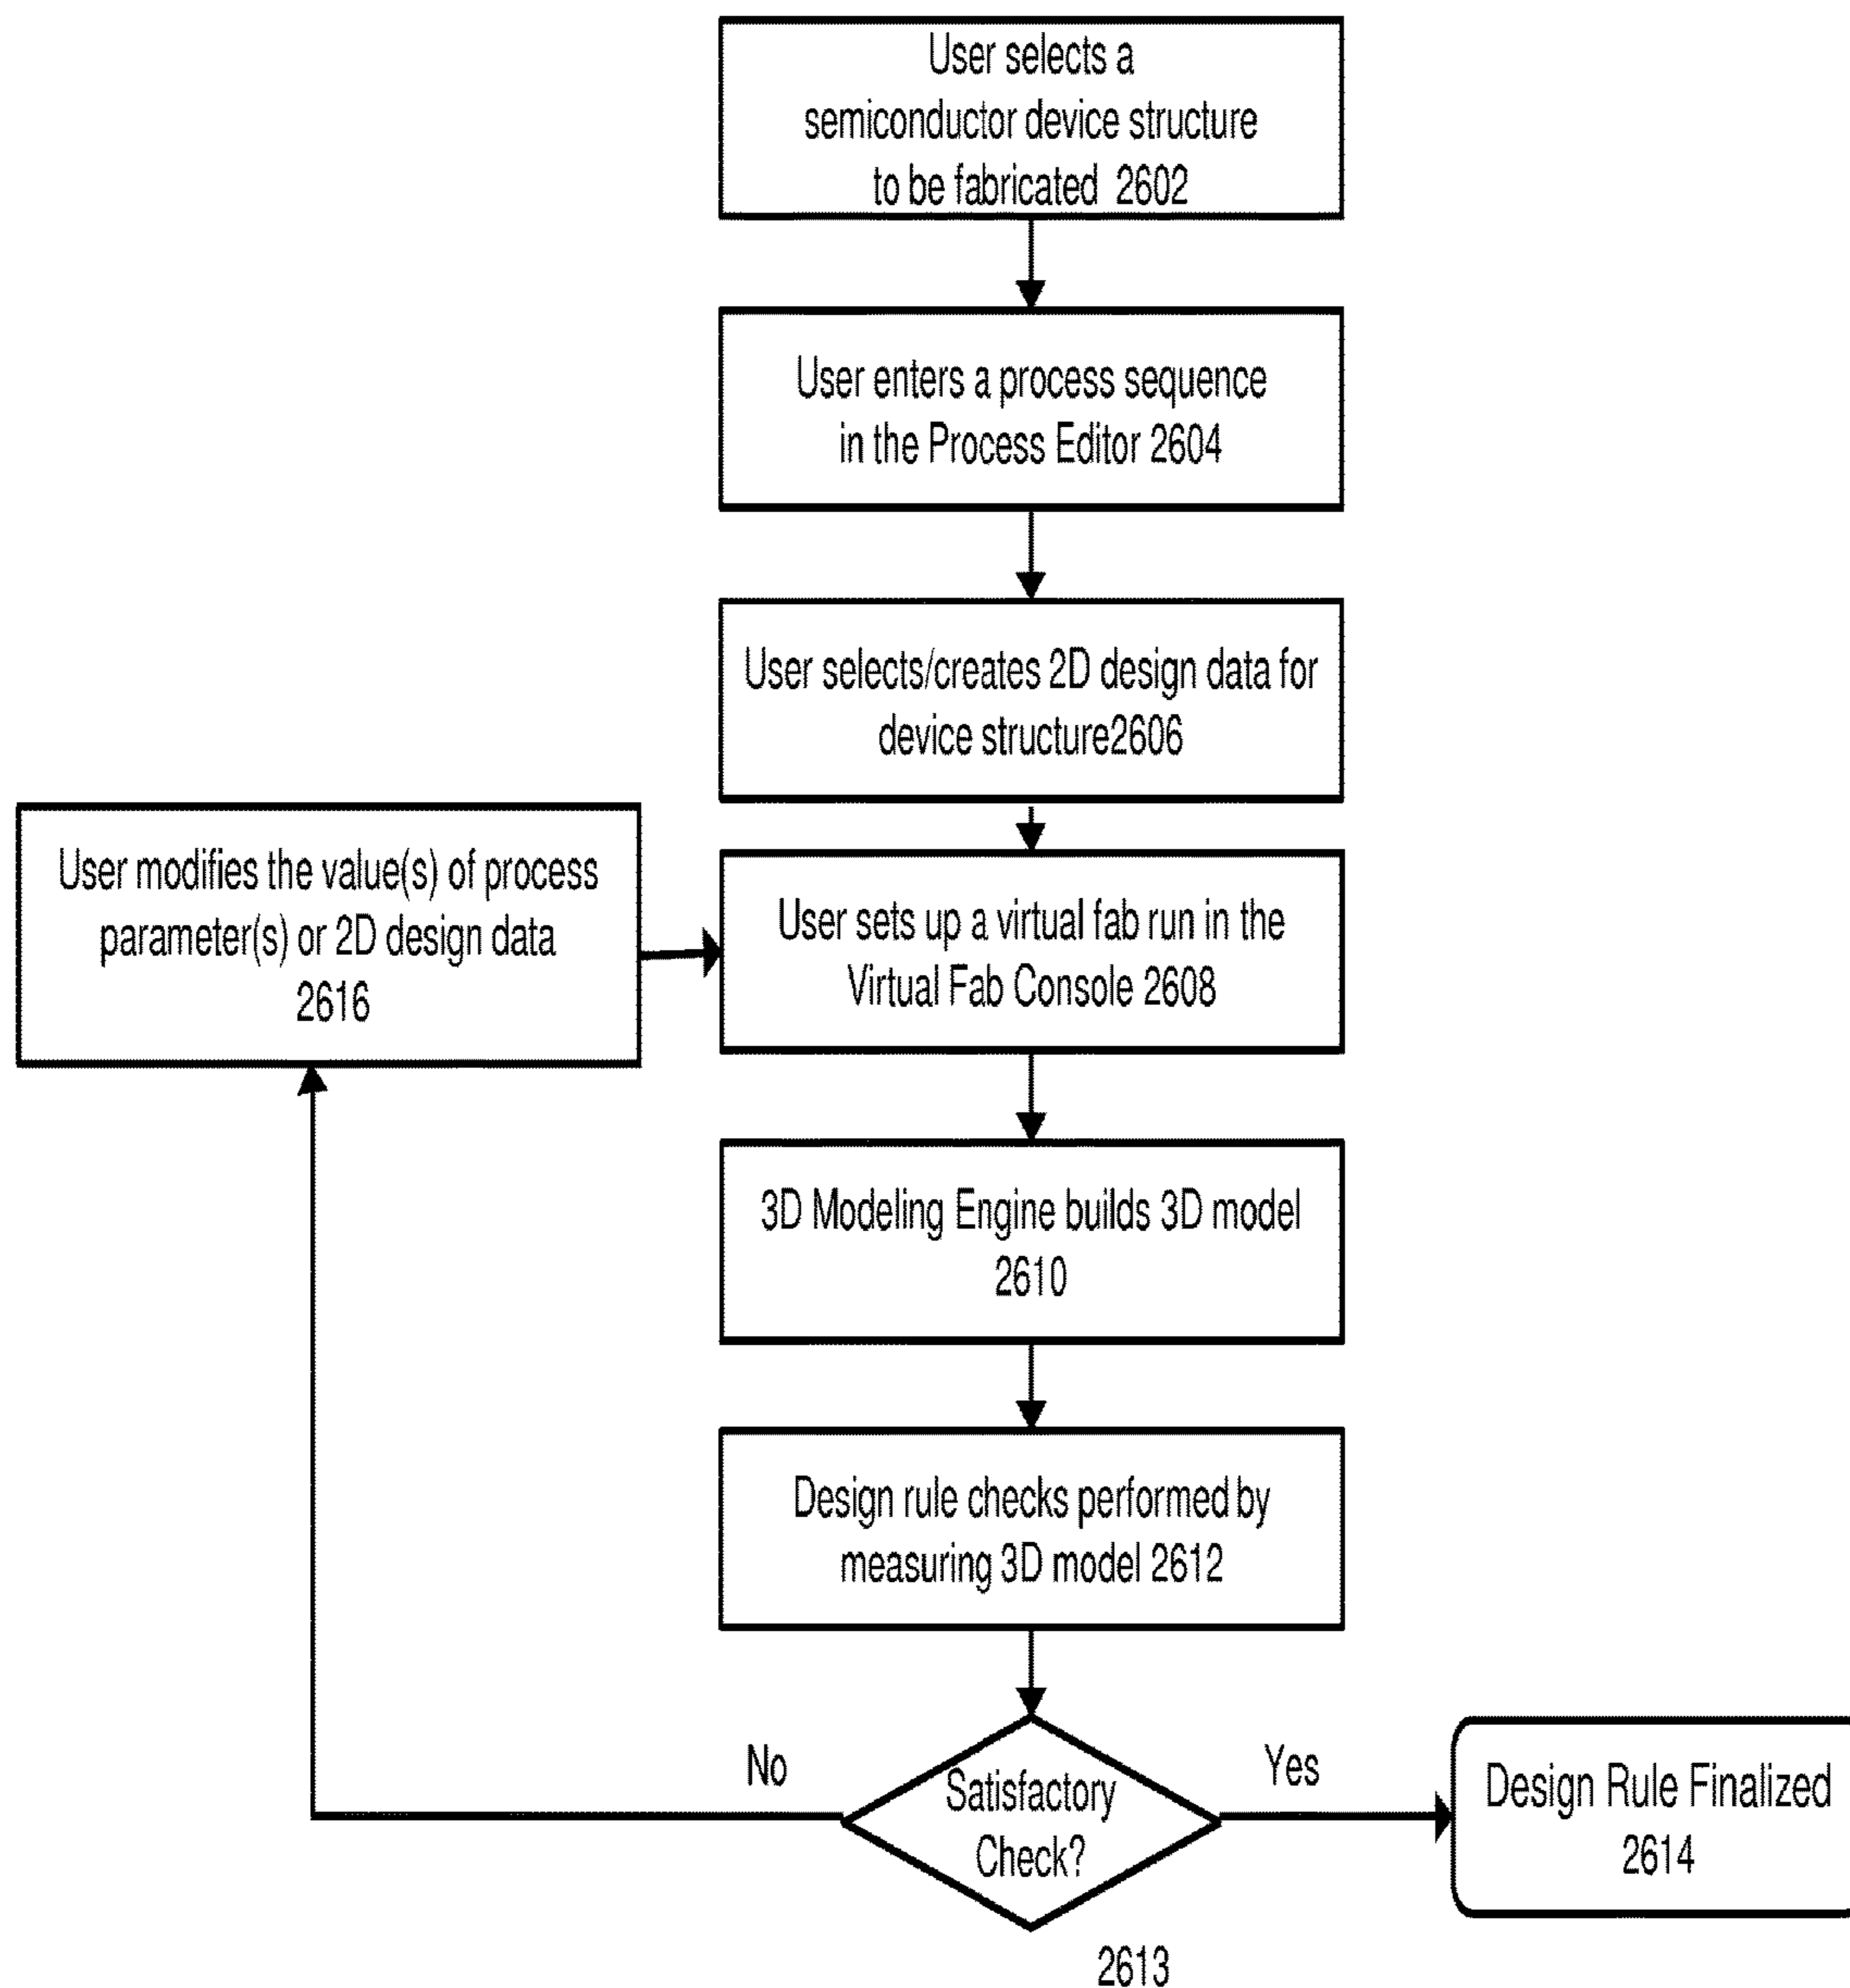 User selects a
semiconductor device structure
to be fabricated 2602
User enters a process sequence
in the Process Editor 2604
User selects/creates 2D design data for
device structure2606
User modifies the value(s) of process
parameter(s) or 2D design data
2616
User sets up a virtual fab run in the
Virtual Fab Console 2608
3D Modeling Engine builds 3D model
2610
Design rule checks performed by
measuring 3D model 2612
No
Satisfactory
Check?
Yes
Design Rule Finalized
2614
2613